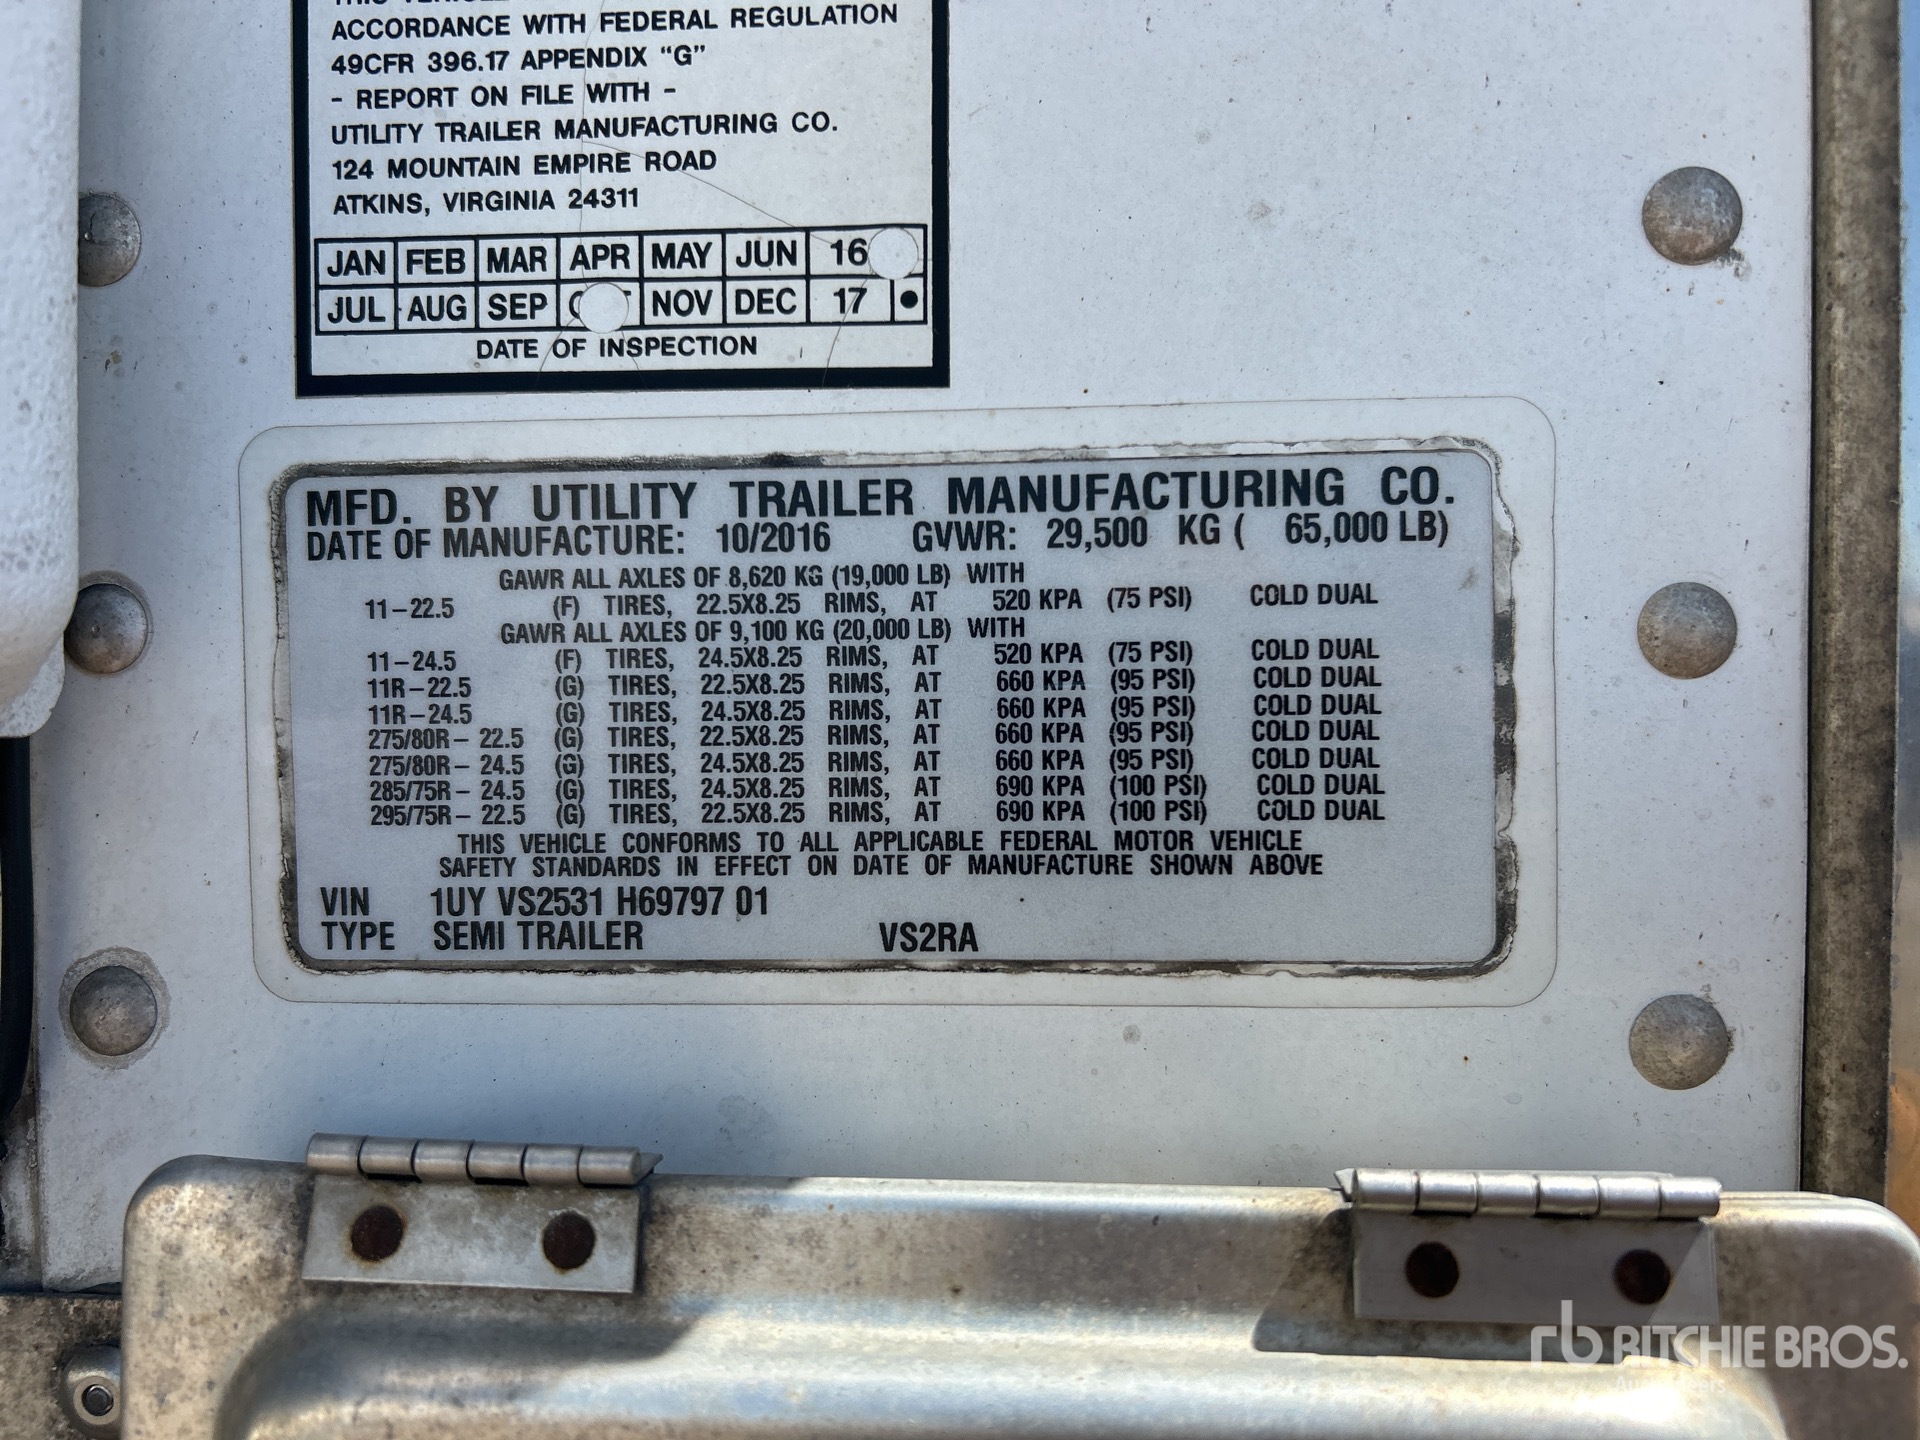 ACCORDANCE WITH FEDERAL REGULATION
49CFR 396.17 APPENDIX "G"
- REPORT ON FILE WITH -
UTILITY TRAILER MANUFACTURING CO.
124 MOUNTAIN EMPIRE ROAD
ATKINS, VIRGINIA 24311
JAN FEB MAR APR MAY JUN 16
JUL AUG SEP OCT NOV DEC 17
DATE OF INSPECTION
MFD. BY UTILITY TRAILER MANUFACTURING CO.
DATE OF MANUFACTURE: 10/2016 GVWR: 29,500 KG ( 65,000 LB)
GAWR ALL AXLES OF 8,620 KG (19,000 LB) WITH
11-22.5 (F) TIRES, 22.5X8.25 RIMS, AT 520 KPA (75 PSI) COLD DUAL
GAWR ALL AXLES OF 9,100 KG (20,000 LB) WITH
11-24.5 (F) TIRES, 24.5X8.25 RIMS, AT 520 KPA (75 PSI) COLD DUAL
11R-22.5 (G) TIRES, 22.5X8.25 RIMS, AT 660 KPA (95 PSI) COLD DUAL
11R-24.5 (G) TIRES, 24.5X8.25 RIMS, AT 660 KPA (95 PSI) COLD DUAL
275/80R- 22.5 (G) TIRES, 22.5X8.25 RIMS, AT 660 KPA (95 PSI) COLD DUAL
275/80R- 24.5 (G) TIRES, 24.5X8.25 RIMS, AT 660 KPA (95 PSI) COLD DUAL
285/75R- 24.5 (G) TIRES, 24.5X8.25 RIMS, AT 690 KPA (100 PSI) COLD DUAL
295/75R- 22.5 (G) TIRES, 22.5X8.25 RIMS, AT 690 KPA (100 PSI) COLD DUAL
THIS VEHICLE CONFORMS TO ALL APPLICABLE FEDERAL MOTOR VEHICLE
SAFETY STANDARDS IN EFFECT ON DATE OF MANUFACTURE SHOWN ABOVE
VIN 1UY VS2531 H69797 01
TYPE SEMI TRAILER VS2RA
rb RITCHIE BROS.